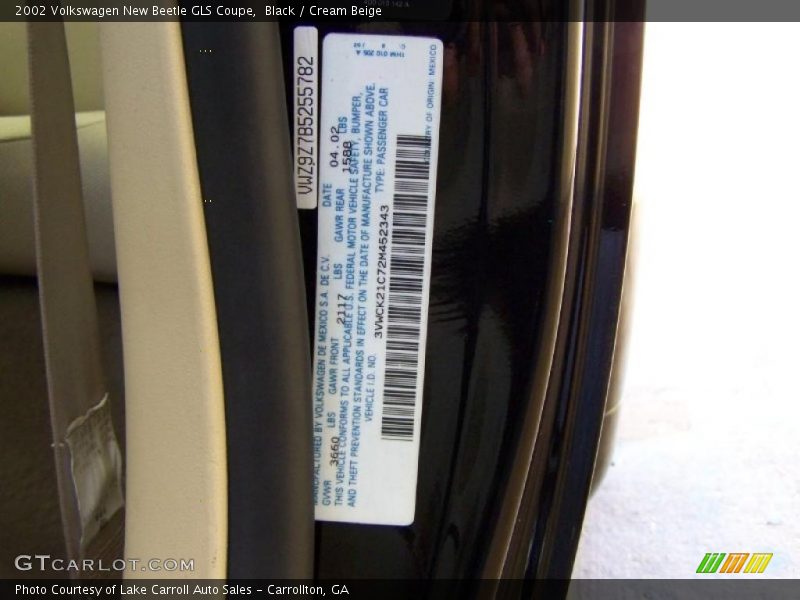 2002 Volkswagen New Beetle GLS Coupe,  Black / Cream Beige
VWZ9Z7B5255782
1HM 010 205 A
MANUFACTURED BY VOLKSWAGEN DE MEXICO S.A. DE C.V. DATE 04.02
GVWR 3660 LBS GAWR FRONT 2117 LBS GAWR REAR 1588 LBS
THIS VEHICLE CONFORMS TO ALL APPLICABLE U.S. FEDERAL MOTOR VEHICLE SAFETY, BUMPER,
AND THEFT PREVENTION STANDARDS IN EFFECT ON THE DATE OF MANUFACTURE SHOWN ABOVE.
VEHICLE I.D. NO. 3VWCK21C72M452343 TYPE: PASSENGER CAR
OF ORIGIN: MEXICO
GTCARLOT.COM
Photo Courtesy of Lake Carroll Auto Sales – Carrollton, GA